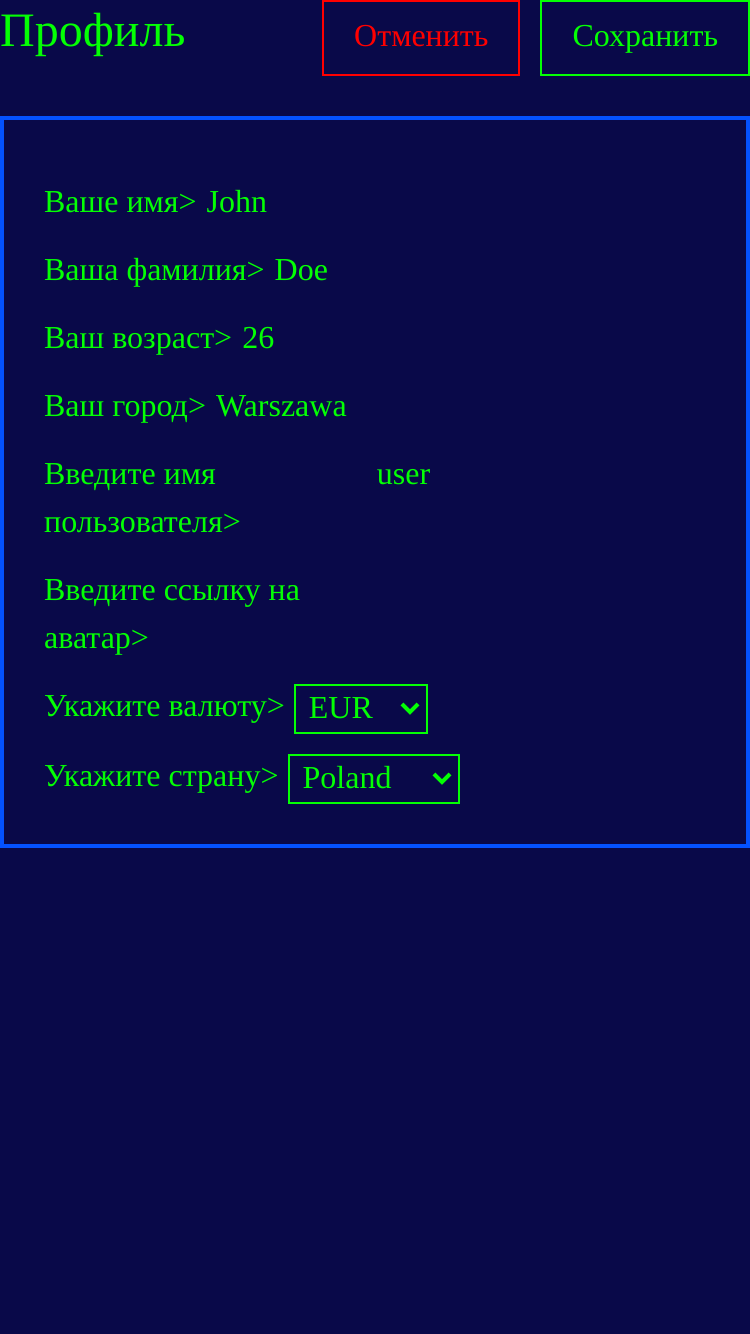 Профиль
Отменить
Сохранить
Ваше имя> John
Ваша фамилия> Doe
Ваш возраст> 26
Ваш город> Warszawa
Введите имя
пользователя> user
Введите ссылку на
аватар>
Укажите валюту> EUR
Укажите страну> Poland